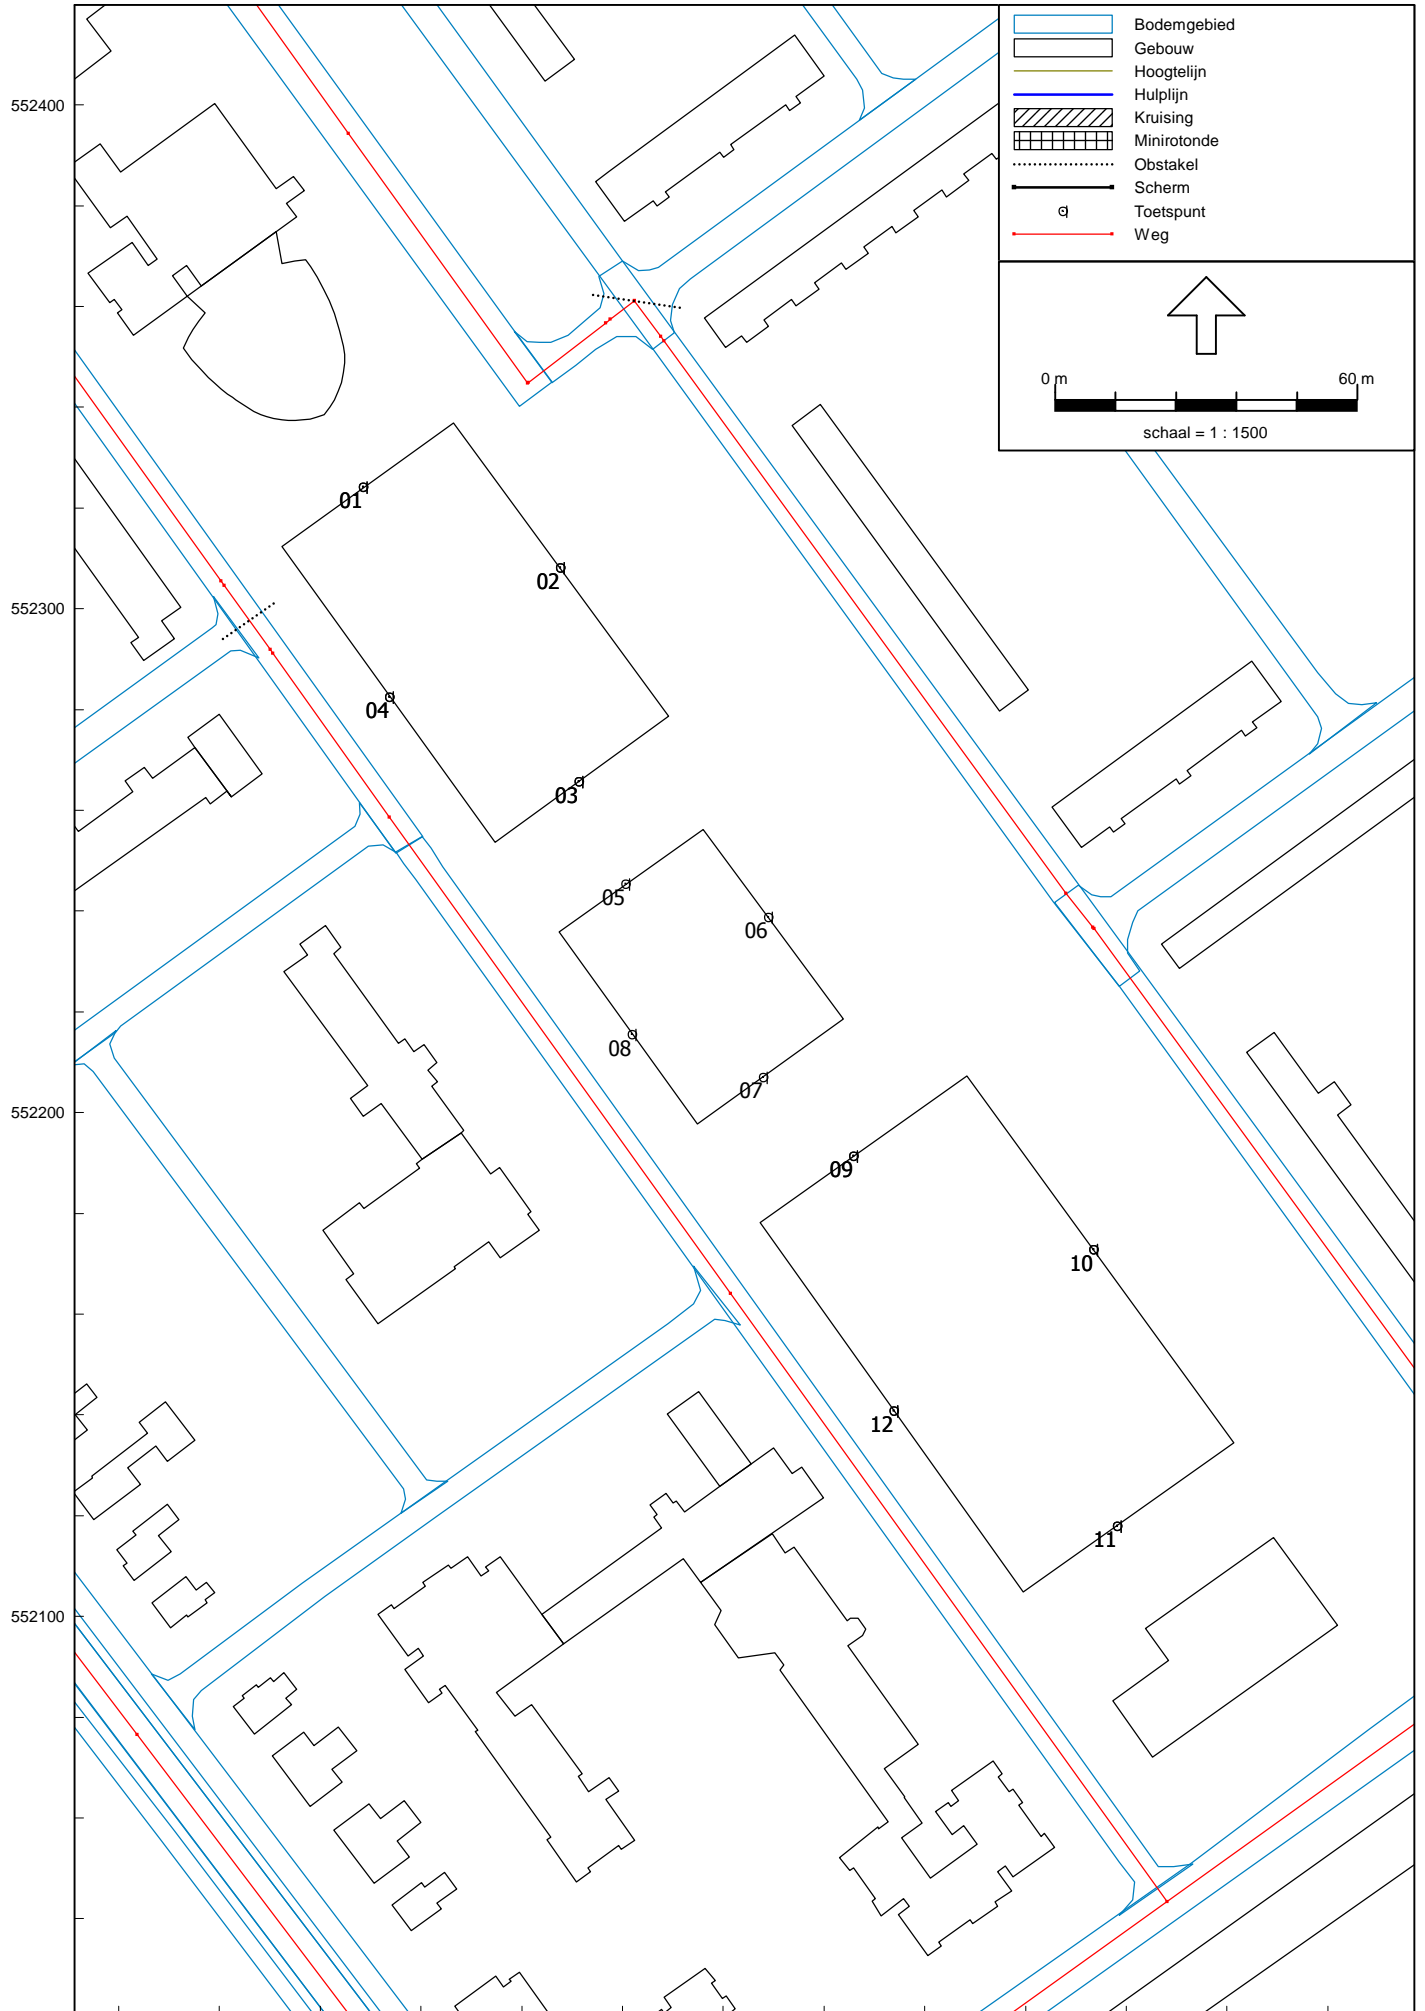 Bodemgebied
Gebouw
Hoogtelijn
Hulplijn
Kruising
Minirotonde
Obstakel
Scherm
Toetspunt
Weg
0 m 60 m
schaal = 1 : 1500
552400
552300
552200
552100
01
02
04
03
05
06
08
07
09
10
12
11